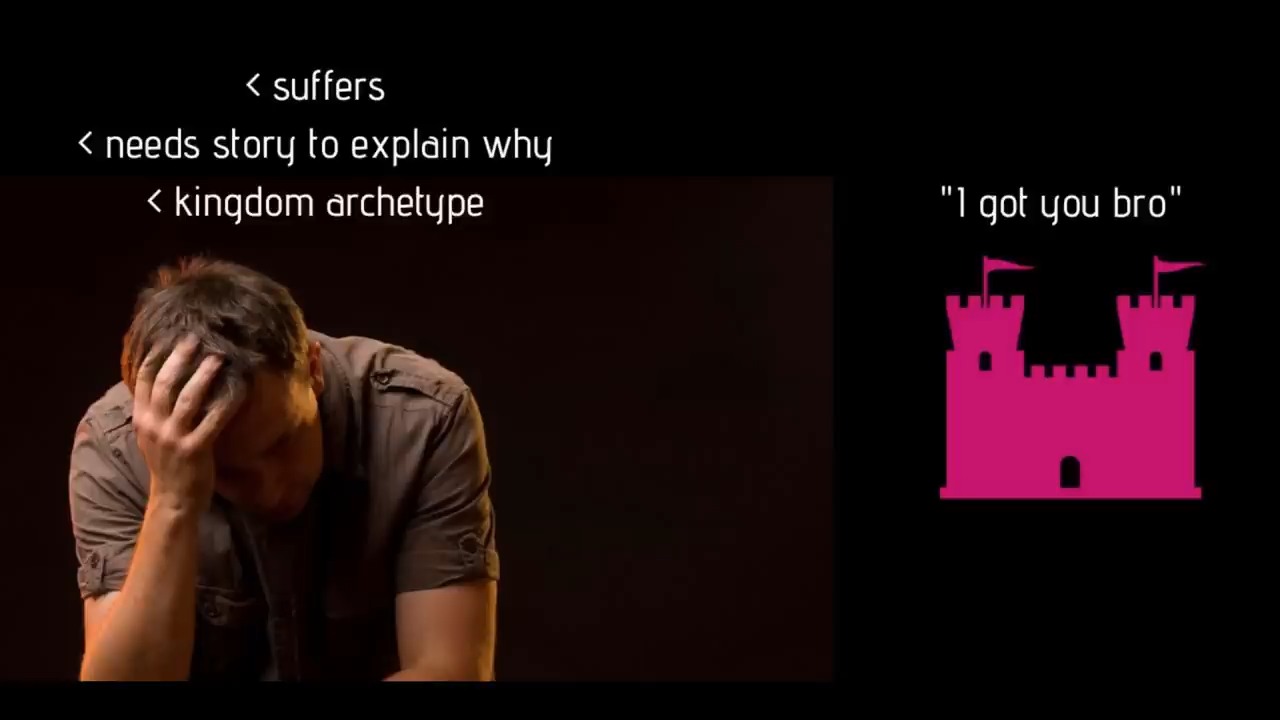 < suffers
< needs story to explain why
< kingdom archetype
"I got you bro"